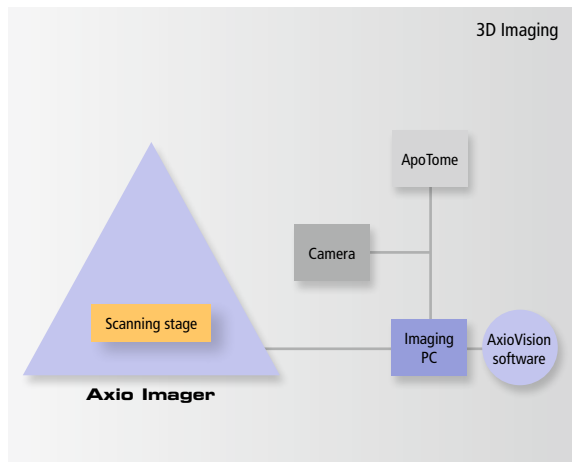 3D Imaging
ApoTome
Camera
Scanning stage
Imaging
PC
AxioVision
software
Axio Imager